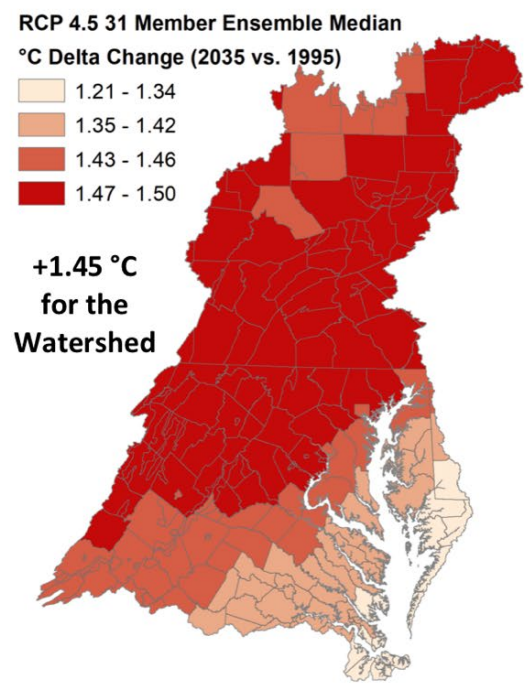 RCP 4.5 31 Member Ensemble Median
°C Delta Change (2035 vs. 1995)
1.21 - 1.34
1.35 - 1.42
1.43 - 1.46
1.47 - 1.50
+1.45 °C
for the
Watershed